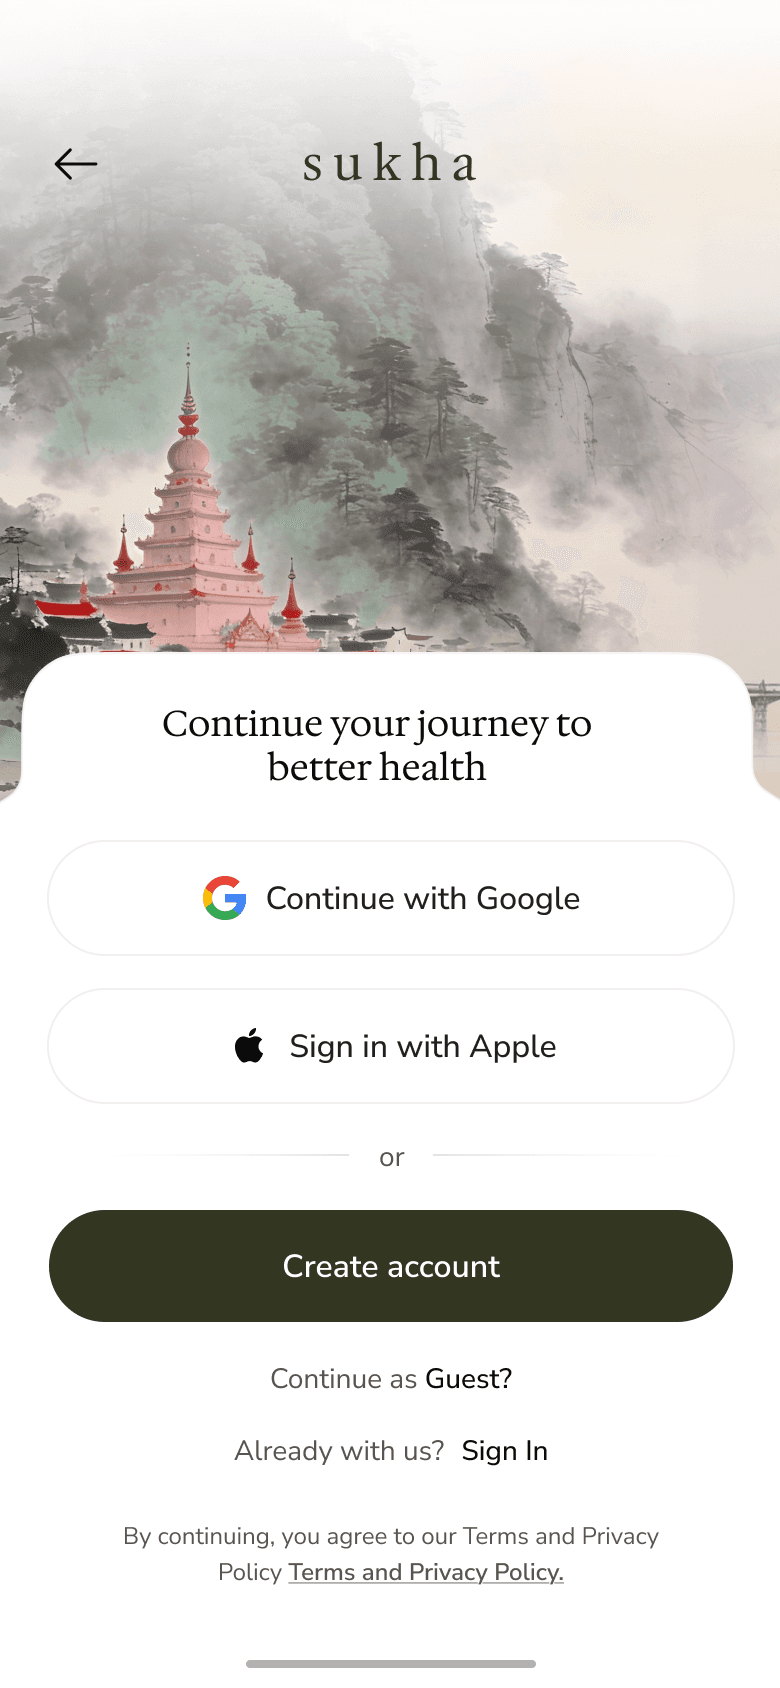 sukha
Continue your journey to
better health
Continue with Google
Sign in with Apple
or
Create account
Continue as Guest?
Already with us? Sign In
By continuing, you agree to our Terms and Privacy
Policy Terms and Privacy Policy.